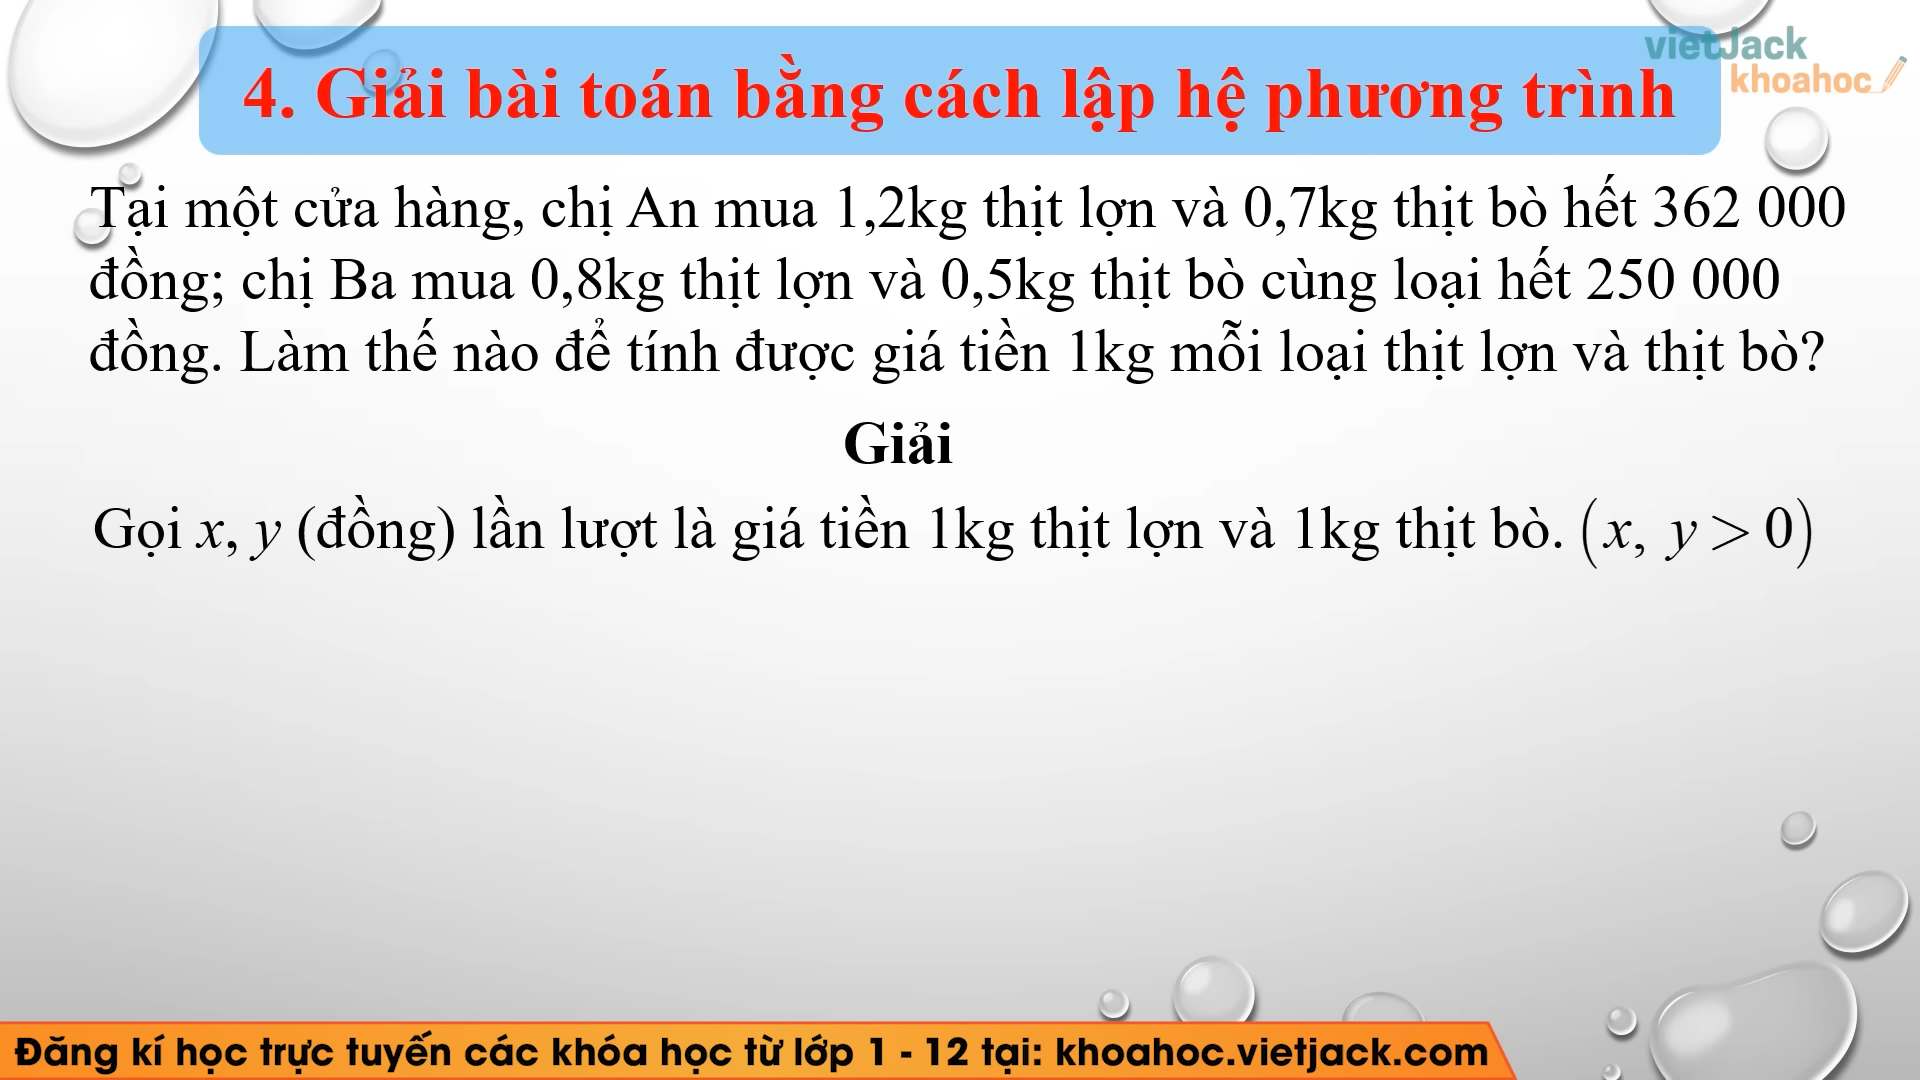 vietJack
khoahoc
4. Giải bài toán bằng cách lập hệ phương trình
Tại một cửa hàng, chị An mua 1,2kg thịt lợn và 0,7kg thịt bò hết 362 000
đồng; chị Ba mua 0,8kg thịt lợn và 0,5kg thịt bò cùng loại hết 250 000
đồng. Làm thế nào để tính được giá tiền 1kg mỗi loại thịt lợn và thịt bò?
Giải
Gọi x, y (đồng) lần lượt là giá tiền 1kg thịt lợn và 1kg thịt bò. (x, y > 0)
Đăng kí học trực tuyến các khóa học từ lớp 1 - 12 tại: khoahoc.vietjack.com